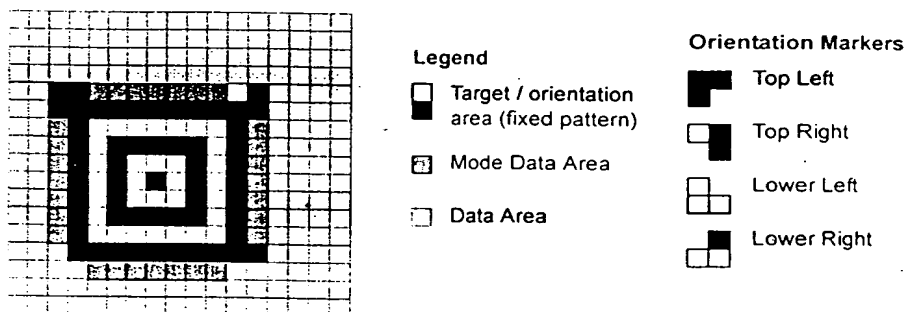 Legend
Target / orientation
area (fixed pattern)
Mode Data Area
Data Area
Orientation Markers
Top Left
Top Right
Lower Left
Lower Right